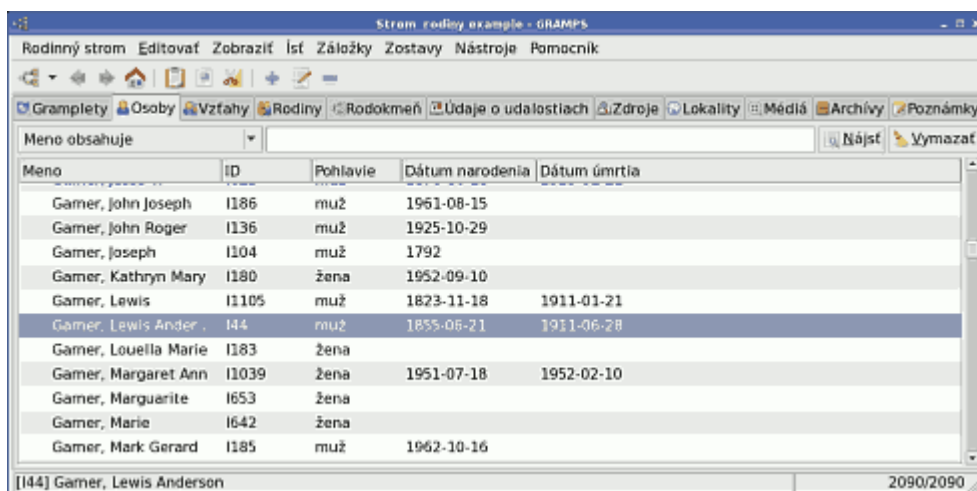 Strom rodiny example - GRAMPS
Rodinný strom Editovať Zobraziť Ísť Záložky Zostavy Nástroje Pomocník
Gramplety Osoby Vzťahy Rodiny Rodokmeň Údaje o udalostiach Zdroje Lokality Médiá Archívy Poznámky
Meno obsahuje Nájsť Vymazať
Meno ID Pohlavie Dátum narodenia Dátum úmrtia
Garner, John Joseph I186 muž 1961-08-15
Garner, John Roger I136 muž 1925-10-29
Garner, Joseph I104 muž 1792
Garner, Kathryn Mary I180 žena 1952-09-10
Garner, Lewis I1105 muž 1823-11-18 1911-01-21
Garner, Lewis Ander . I44 muž 1855-06-21 1911-06-28
Garner, Louella Marie I183 žena
Garner, Margaret Ann I1039 žena 1951-07-18 1952-02-10
Garner, Marguarite I653 žena
Garner, Marie I642 žena
Garner, Mark Gerard I185 muž 1962-10-16
[I44] Garner, Lewis Anderson 2090/2090